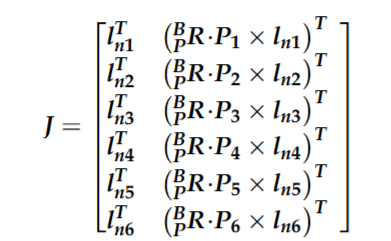 J = [ l_{n1}^T (^B_P R·P_1 × l_{n1})^T
l_{n2}^T (^B_P R·P_2 × l_{n2})^T
l_{n3}^T (^B_P R·P_3 × l_{n3})^T
l_{n4}^T (^B_P R·P_4 × l_{n4})^T
l_{n5}^T (^B_P R·P_5 × l_{n5})^T
l_{n6}^T (^B_P R·P_6 × l_{n6})^T ]